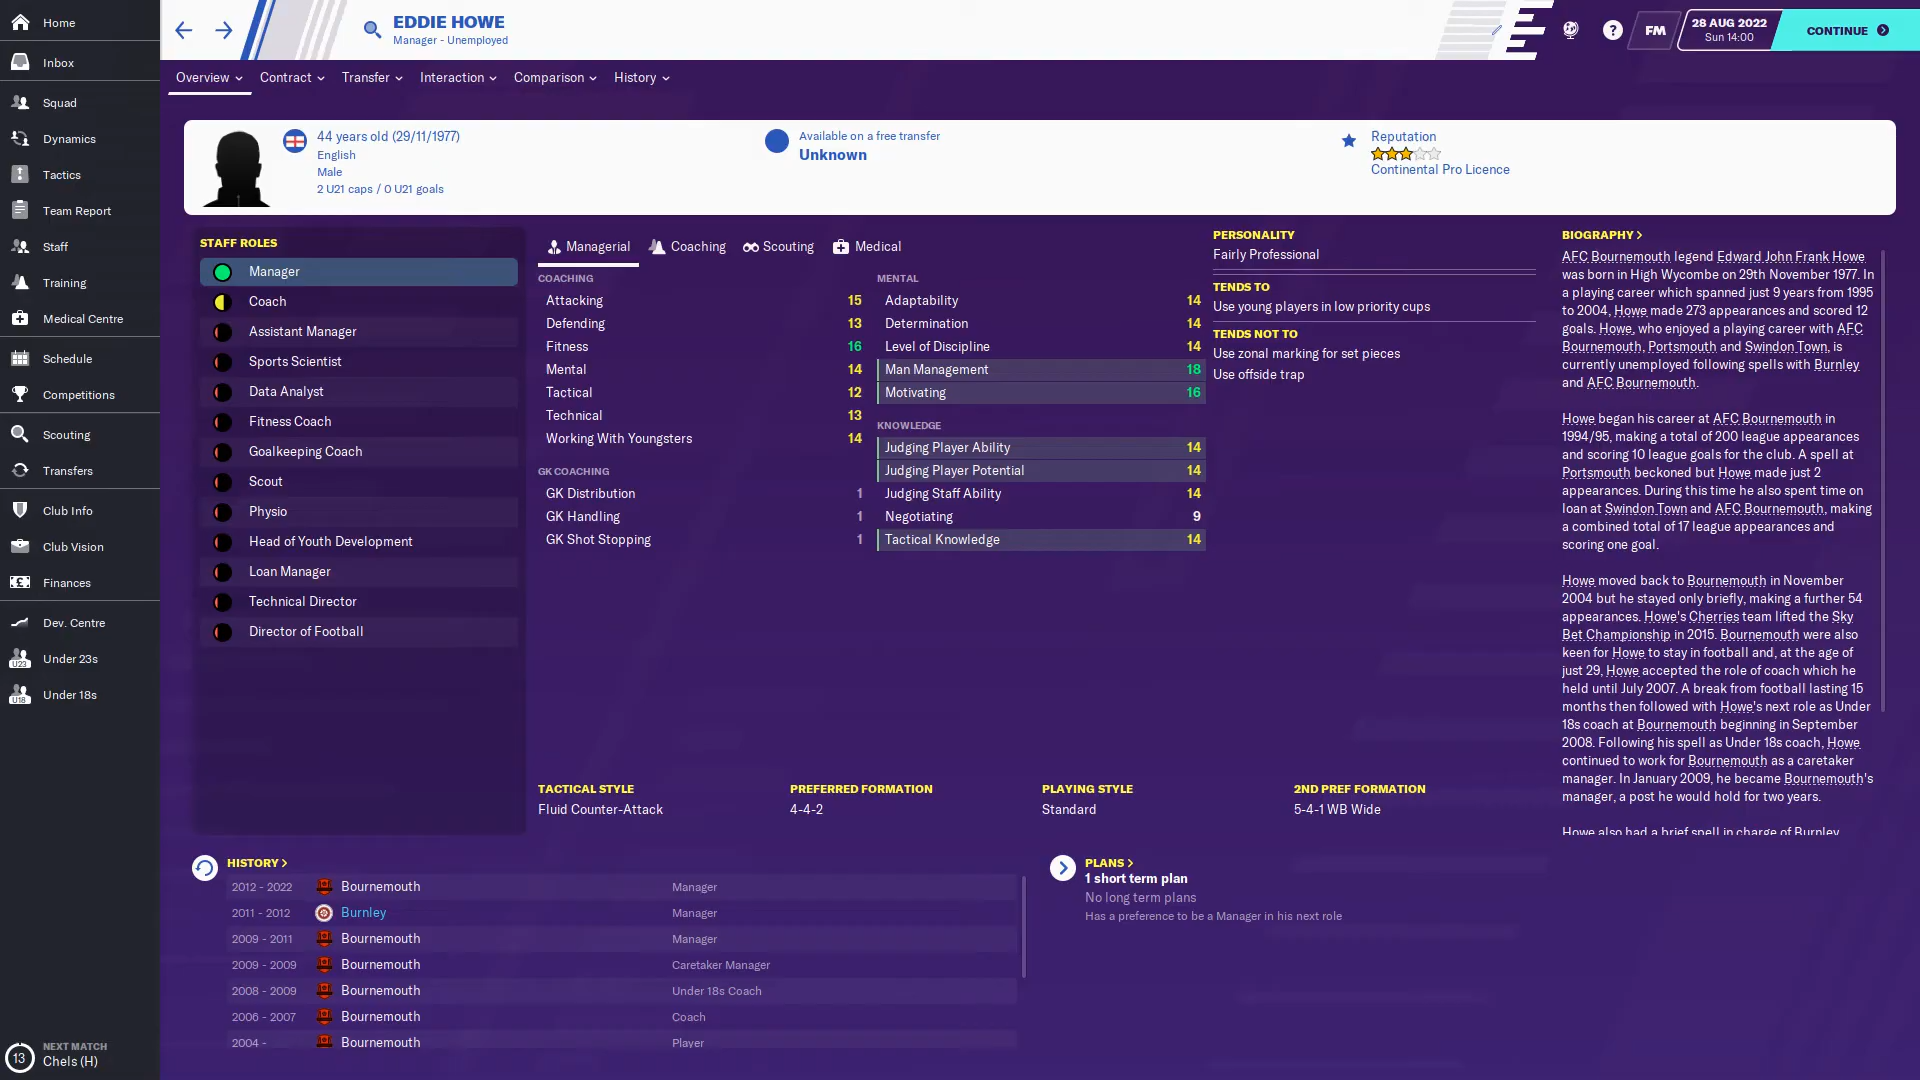 Home
Inbox
Squad
Dynamics
Tactics
Team Report
Staff
Training
Medical Centre
Schedule
Competitions
Scouting
Transfers
Club Info
Club Vision
Finances
Dev. Centre
U23
Under 23s
U18
Under 18s
13
NEXT MATCH
Chels (H)
EDDIE HOWE
Manager - Unemployed
?
FM
28 AUG 2022
Sun 14:00
CONTINUE
Overview
Contract
Transfer
Interaction
Comparison
History
44 years old (29/11/1977)
English
Male
2 U21 caps / 0 U21 goals
Available on a free transfer
Unknown
Reputation
Continental Pro Licence
STAFF ROLES
Manager
Coach
Assistant Manager
Sports Scientist
Data Analyst
Fitness Coach
Goalkeeping Coach
Scout
Physio
Head of Youth Development
Loan Manager
Technical Director
Director of Football
Managerial
Coaching
Scouting
Medical
COACHING
Attacking 15
Defending 13
Fitness 16
Mental 14
Tactical 12
Technical 13
Working With Youngsters 14
GK COACHING
GK Distribution 1
GK Handling 1
GK Shot Stopping 1
MENTAL
Adaptability 14
Determination 14
Level of Discipline 14
Man Management 18
Motivating 16
KNOWLEDGE
Judging Player Ability 14
Judging Player Potential 14
Judging Staff Ability 14
Negotiating 9
Tactical Knowledge 14
PERSONALITY
Fairly Professional
TENDS TO
Use young players in low priority cups
TENDS NOT TO
Use zonal marking for set pieces
Use offside trap
BIOGRAPHY >
AFC Bournemouth legend Edward John Frank Howe
was born in High Wycombe on 29th November 1977. In
a playing career which spanned just 9 years from 1995
to 2004, Howe made 273 appearances and scored 12
goals. Howe, who enjoyed a playing career with AFC
Bournemouth, Portsmouth and Swindon Town, is
currently unemployed following spells with Burnley
and AFC Bournemouth.
Howe began his career at AFC Bournemouth in
1994/95, making a total of 200 league appearances
and scoring 10 league goals for the club. A spell at
Portsmouth beckoned but Howe made just 2
appearances. During this time he also spent time on
loan at Swindon Town and AFC Bournemouth, making
a combined total of 17 league appearances and
scoring one goal.
Howe moved back to Bournemouth in November
2004 but he stayed only briefly, making a further 54
appearances. Howe's Cherries team lifted the Sky
Bet Championship in 2015. Bournemouth were also
keen for Howe to stay in football and, at the age of
just 29, Howe accepted the role of coach which he
held until July 2007. A break from football lasting 15
months then followed with Howe's next role as Under
18s coach at Bournemouth beginning in September
2008. Following his spell as Under 18s coach, Howe
continued to work for Bournemouth as a caretaker
manager. In January 2009, he became Bournemouth's
manager, a post he would hold for two years.
Howe also had a brief spell in charge of Burnley
TACTICAL STYLE
Fluid Counter-Attack
PREFERRED FORMATION
4-4-2
PLAYING STYLE
Standard
2ND PREF FORMATION
5-4-1 WB Wide
HISTORY >
2012 - 2022 Bournemouth Manager
2011 - 2012 Burnley Manager
2009 - 2011 Bournemouth Manager
2009 - 2009 Bournemouth Caretaker Manager
2008 - 2009 Bournemouth Under 18s Coach
2006 - 2007 Bournemouth Coach
2004 - Bournemouth Player
PLANS >
1 short term plan
No long term plans
Has a preference to be a Manager in his next role